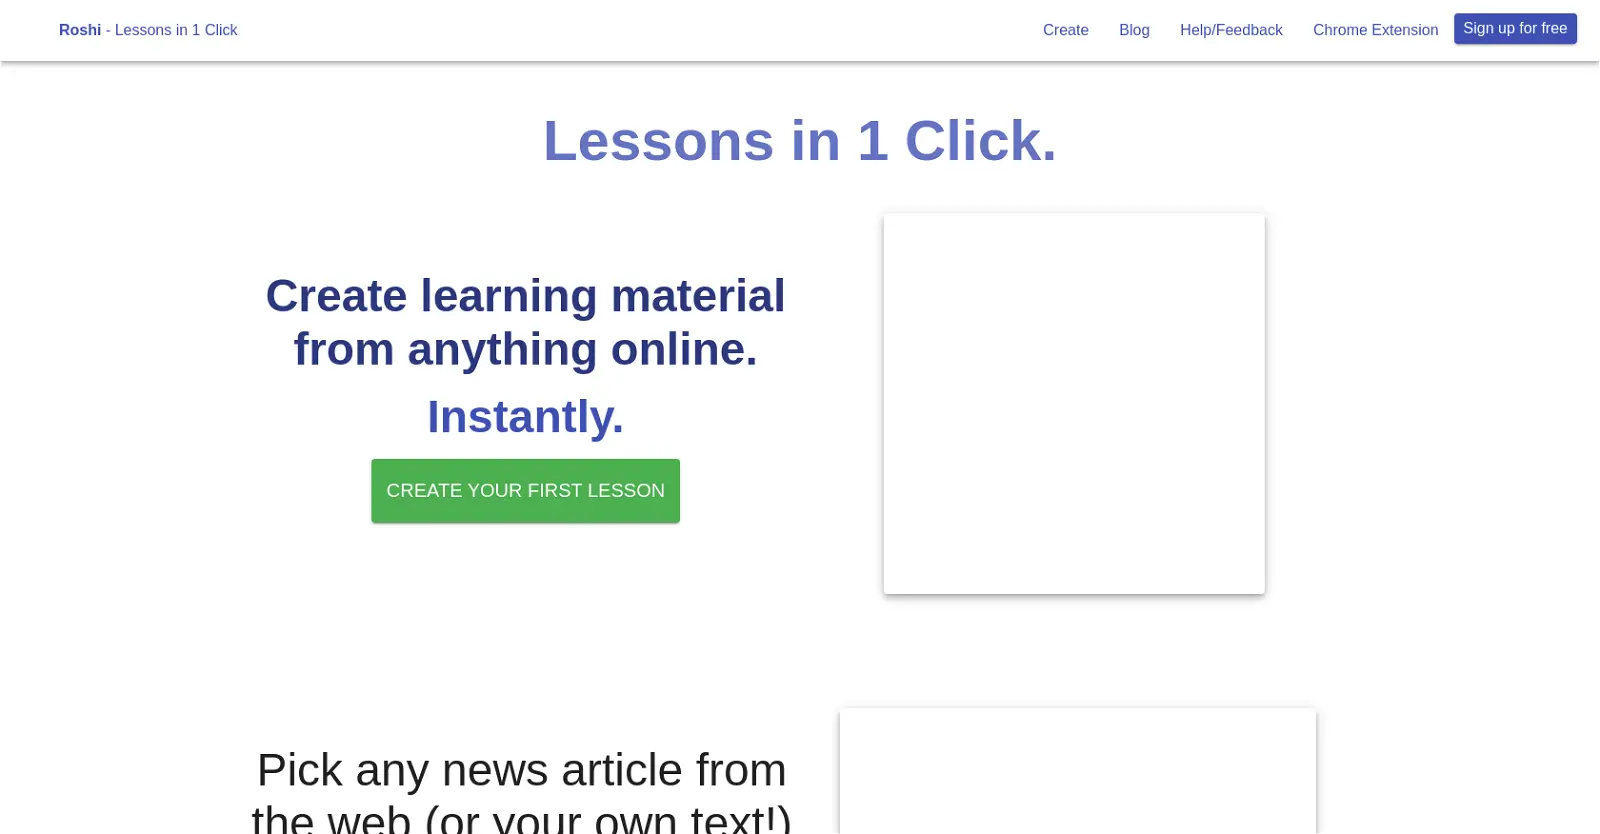 Roshi - Lessons in 1 Click
Create
Blog
Help/Feedback
Chrome Extension
Sign up for free
Lessons in 1 Click.
Create learning material
from anything online.
Instantly.
CREATE YOUR FIRST LESSON
Pick any news article from
the web (or your own text!)